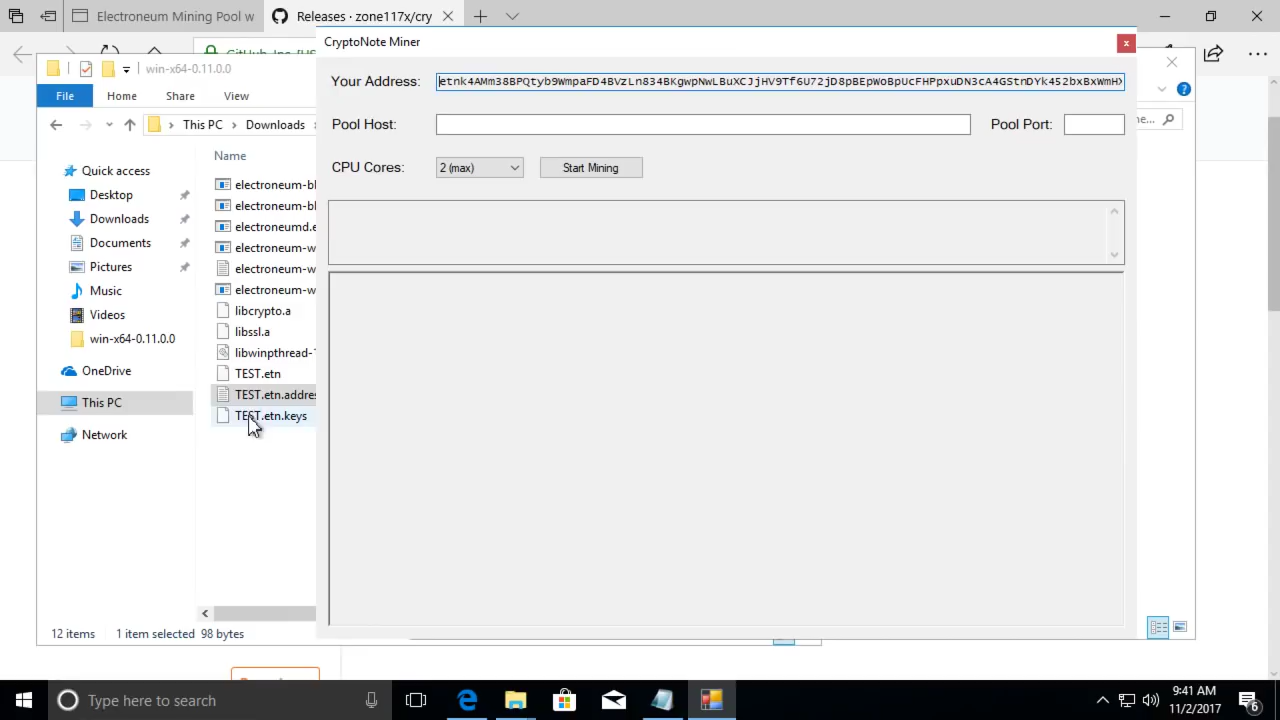 Electroneum Mining Pool w
Releases · zone117x/cry
win-x64-0.11.0.0
File
Home
Share
View
This PC
Downloads
Name
Quick access
Desktop
Downloads
Documents
Pictures
Music
Videos
win-x64-0.11.0.0
OneDrive
This PC
Network
electroneum-bl
electroneum-bl
electroneumd.e
electroneum-w
electroneum-w
electroneum-w
libcrypto.a
libssl.a
libwinpthread-
TEST.etn
TEST.etn.addres
TEST.etn.keys
12 items
1 item selected
98 bytes
CryptoNote Miner
x
Your Address:
etnk4AMm38BPQtyb9WmpaFD4BVzLn834BKgwpNwLBuXCJjHV9Tf6U72jD8pBEpWoBpUcFHPpxuDN3cA4GStnDYk452bxBxWmHX
Pool Host:
Pool Port:
CPU Cores:
2 (max)
Start Mining
ne...
Type here to search
9:41 AM
11/2/2017
6